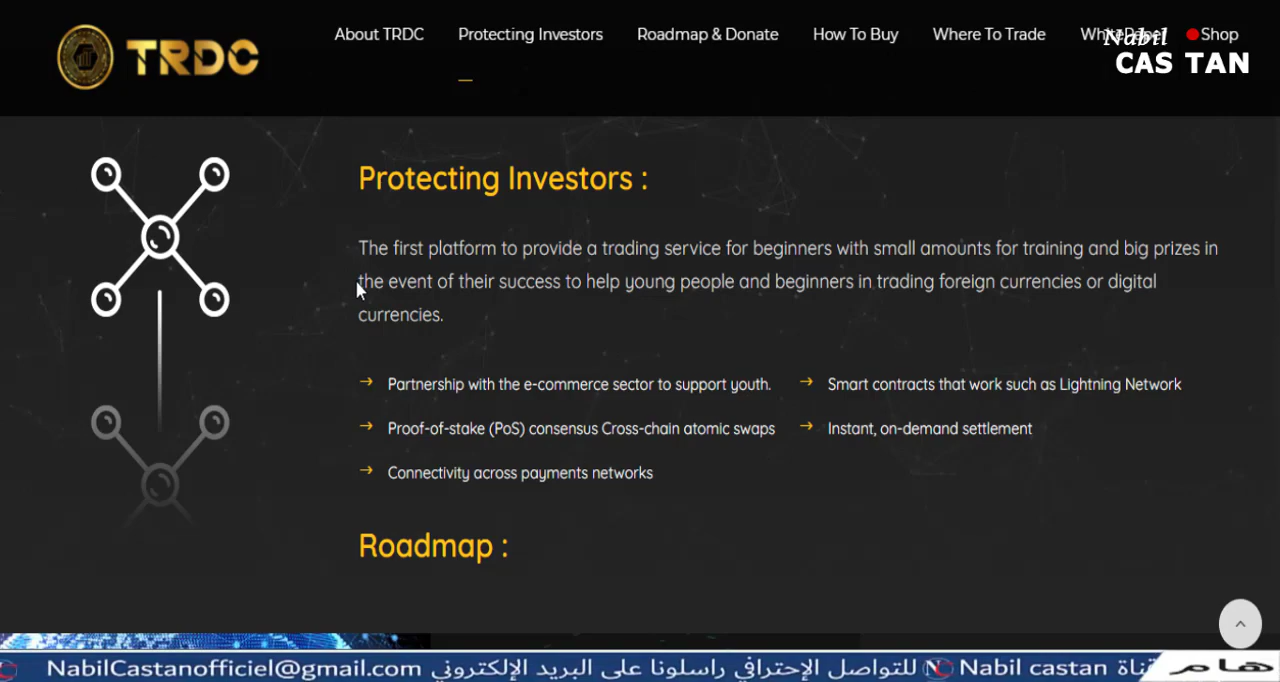 TRDC
About TRDC
Protecting Investors
Roadmap & Donate
How To Buy
Where To Trade
WhitePaper
Shop
Nabil
CASTAN
Protecting Investors :
The first platform to provide a trading service for beginners with small amounts for training and big prizes in
the event of their success to help young people and beginners in trading foreign currencies or digital
currencies.
→ Partnership with the e-commerce sector to support youth.
→ Smart contracts that work such as Lightning Network
→ Proof-of-stake (PoS) consensus Cross-chain atomic swaps
→ Instant, on-demand settlement
→ Connectivity across payments networks
Roadmap :
هام قناة Nabil castan للتواصل الإحترافي راسلونا على البريد الإلكتروني NabilCastanofficiel@gmail.com